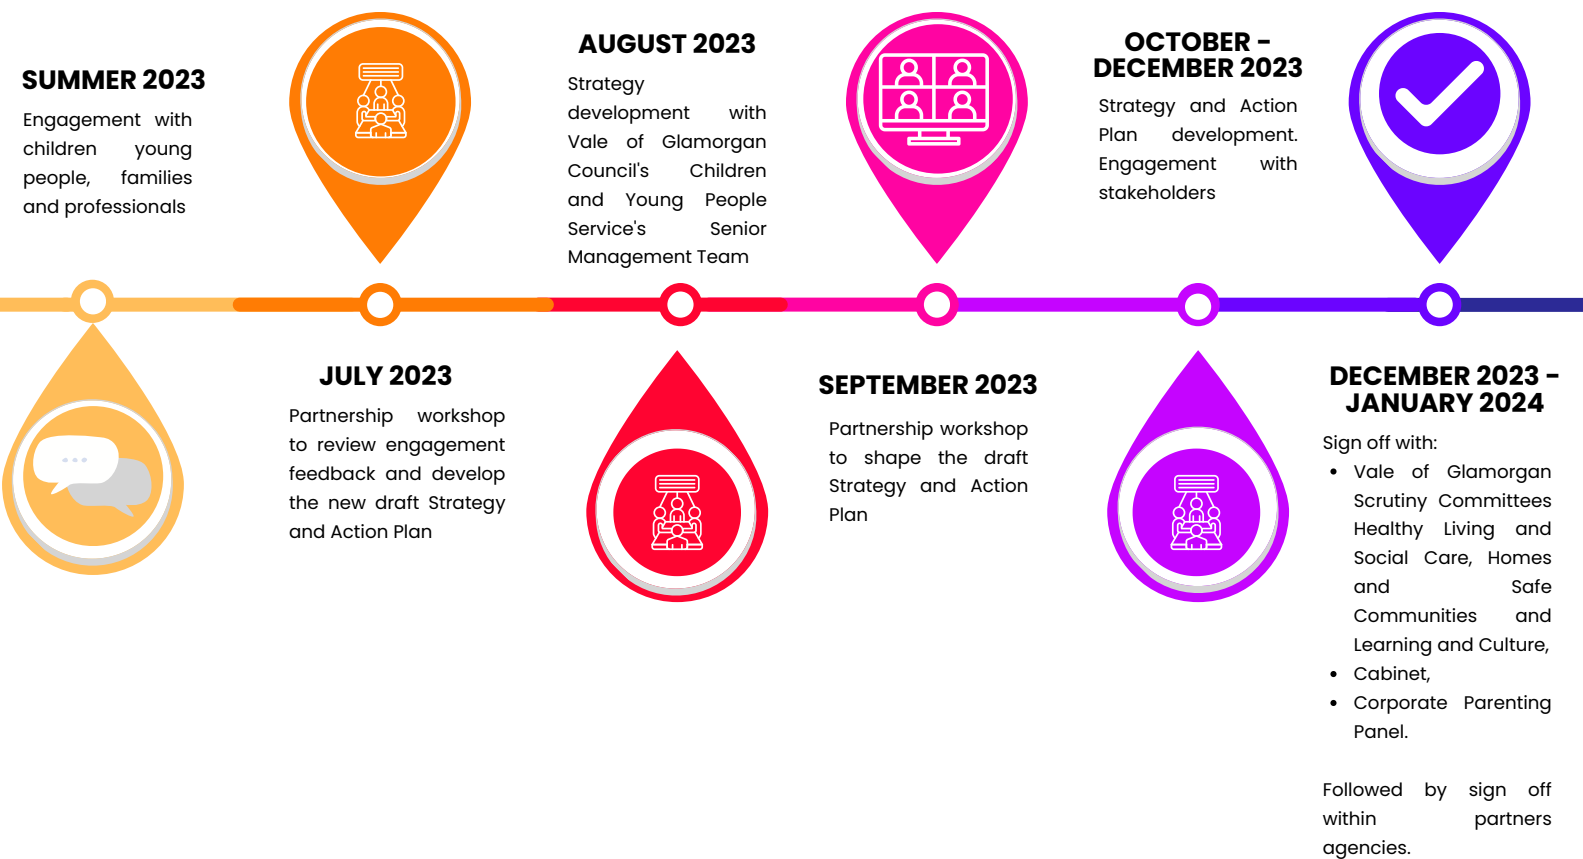 SUMMER 2023
Engagement with
children young
people, families
and professionals
JULY 2023
Partnership workshop
to review engagement
feedback and develop
the new draft Strategy
and Action Plan
AUGUST 2023
Strategy
development with
Vale of Glamorgan
Council's Children
and Young People
Service's Senior
Management Team
SEPTEMBER 2023
Partnership workshop
to shape the draft
Strategy and Action
Plan
OCTOBER –
DECEMBER 2023
Strategy and Action
Plan development.
Engagement with
stakeholders
DECEMBER 2023 –
JANUARY 2024
Sign off with:
• Vale of Glamorgan
Scrutiny Committees
Healthy Living and
Social Care, Homes
and Safe
Communities and
Learning and Culture,
• Cabinet,
• Corporate Parenting
Panel.
Followed by sign off
within partners
agencies.